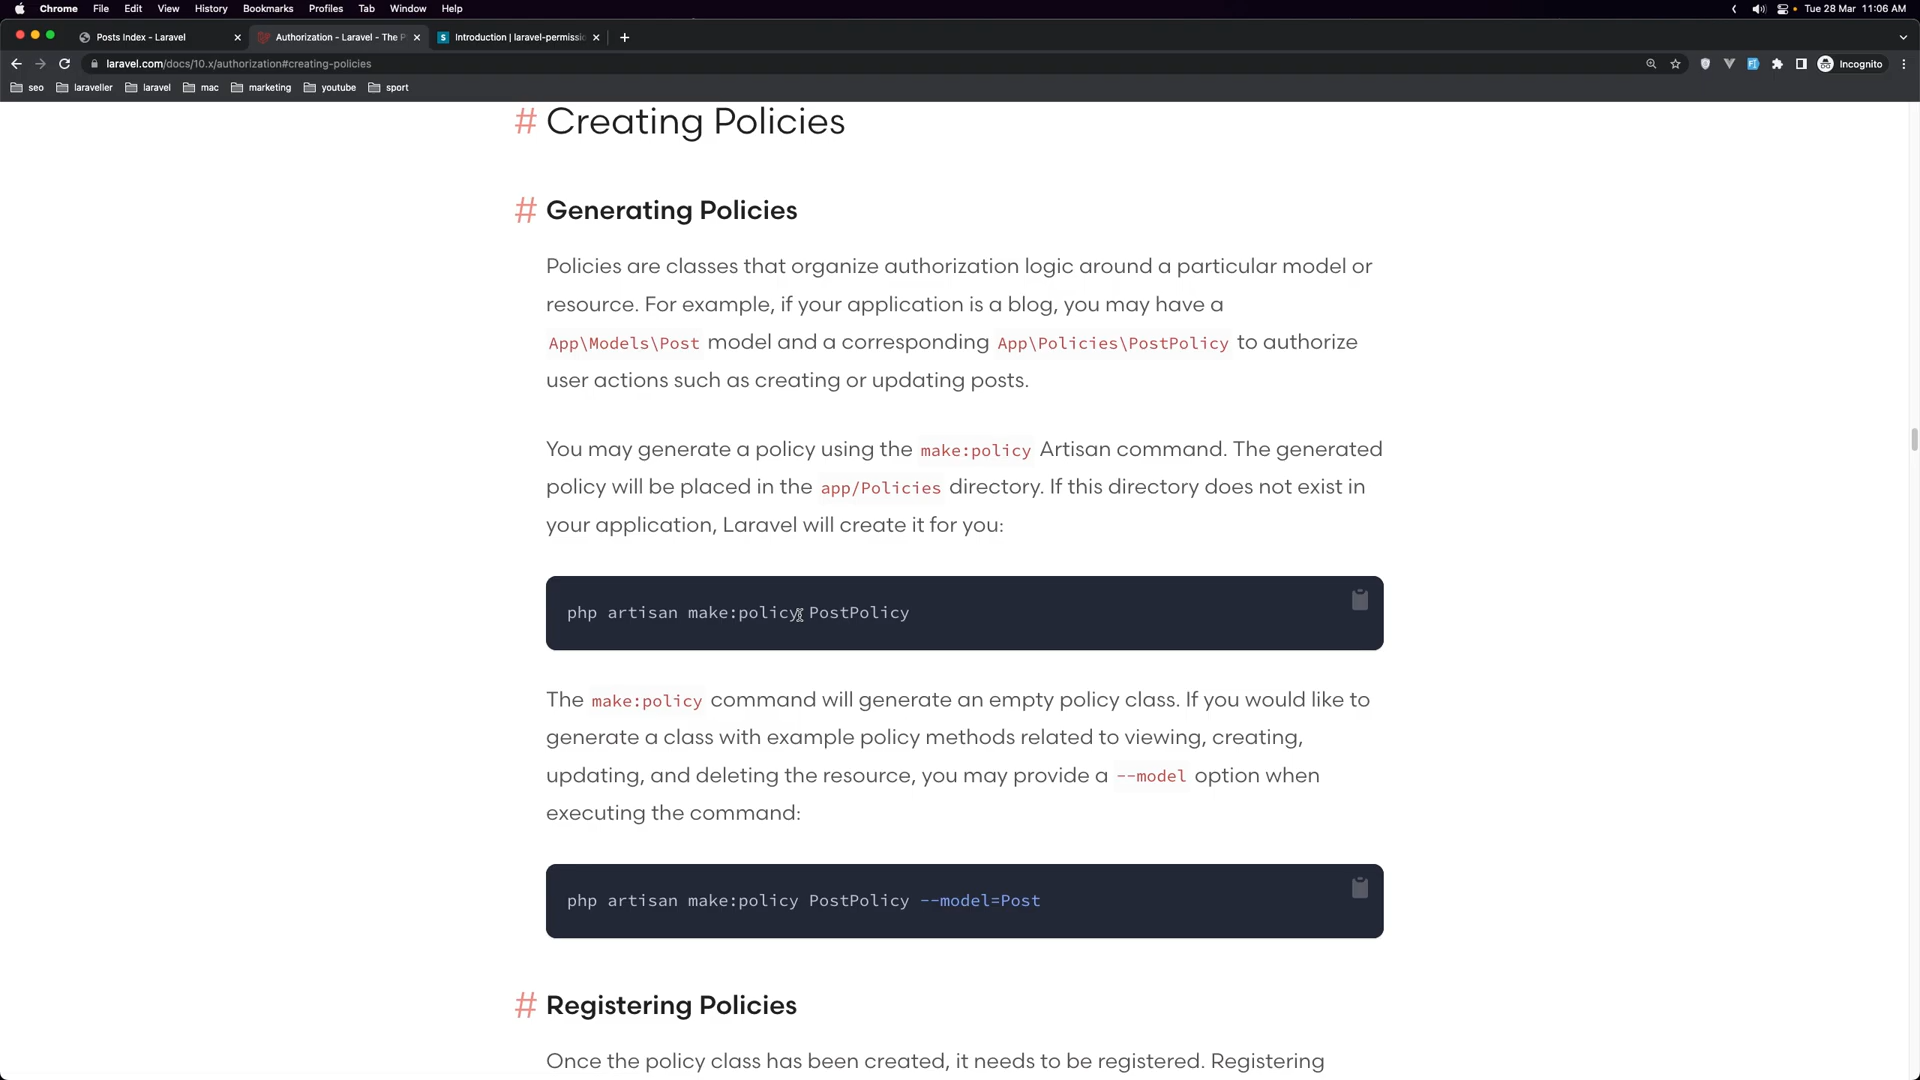 Chrome File Edit View History Bookmarks Profiles Tab Window Help Tue 28 Mar 11:06 AM
Posts Index - Laravel Authorization - Laravel - The P Introduction | laravel-permissi
laravel.com/docs/10.x/authorization#creating-policies Incognito
seo laraveller laravel mac marketing youtube sport
# Creating Policies
# Generating Policies
Policies are classes that organize authorization logic around a particular model or
resource. For example, if your application is a blog, you may have a
App\Models\Post model and a corresponding App\Policies\PostPolicy to authorize
user actions such as creating or updating posts.
You may generate a policy using the make:policy Artisan command. The generated
policy will be placed in the app/Policies directory. If this directory does not exist in
your application, Laravel will create it for you:
php artisan make:policy PostPolicy
The make:policy command will generate an empty policy class. If you would like to
generate a class with example policy methods related to viewing, creating,
updating, and deleting the resource, you may provide a --model option when
executing the command:
php artisan make:policy PostPolicy --model=Post
# Registering Policies
Once the policy class has been created, it needs to be registered. Registering